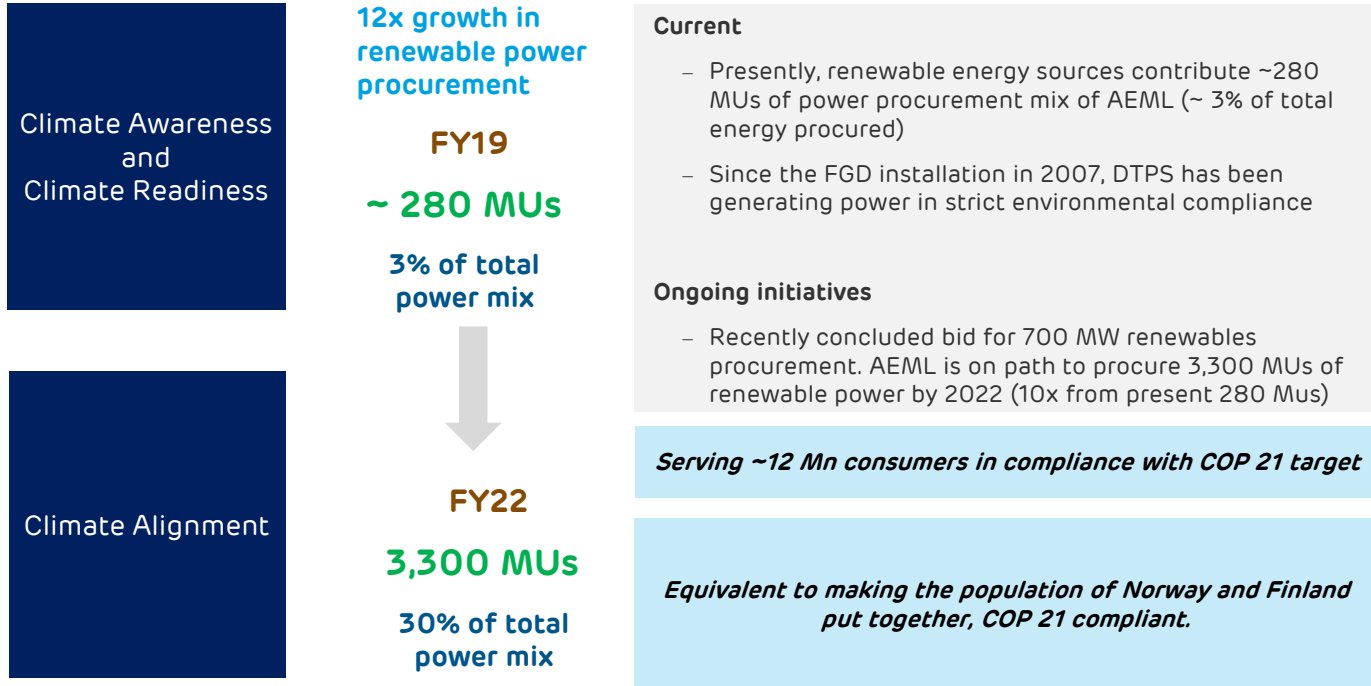 Climate Awareness
and
Climate Readiness
12x growth in
renewable power
procurement
FY19
~ 280 MUs
3% of total
power mix
Current
– Presently, renewable energy sources contribute ~280
MUs of power procurement mix of AEML (~ 3% of total
energy procured)
– Since the FGD installation in 2007, DTPS has been
generating power in strict environmental compliance
Ongoing initiatives
– Recently concluded bid for 700 MW renewables
procurement. AEML is on path to procure 3,300 MUs of
renewable power by 2022 (10x from present 280 Mus)
Climate Alignment
FY22
3,300 MUs
30% of total
power mix
Serving ~12 Mn consumers in compliance with COP 21 target
Equivalent to making the population of Norway and Finland
put together, COP 21 compliant.